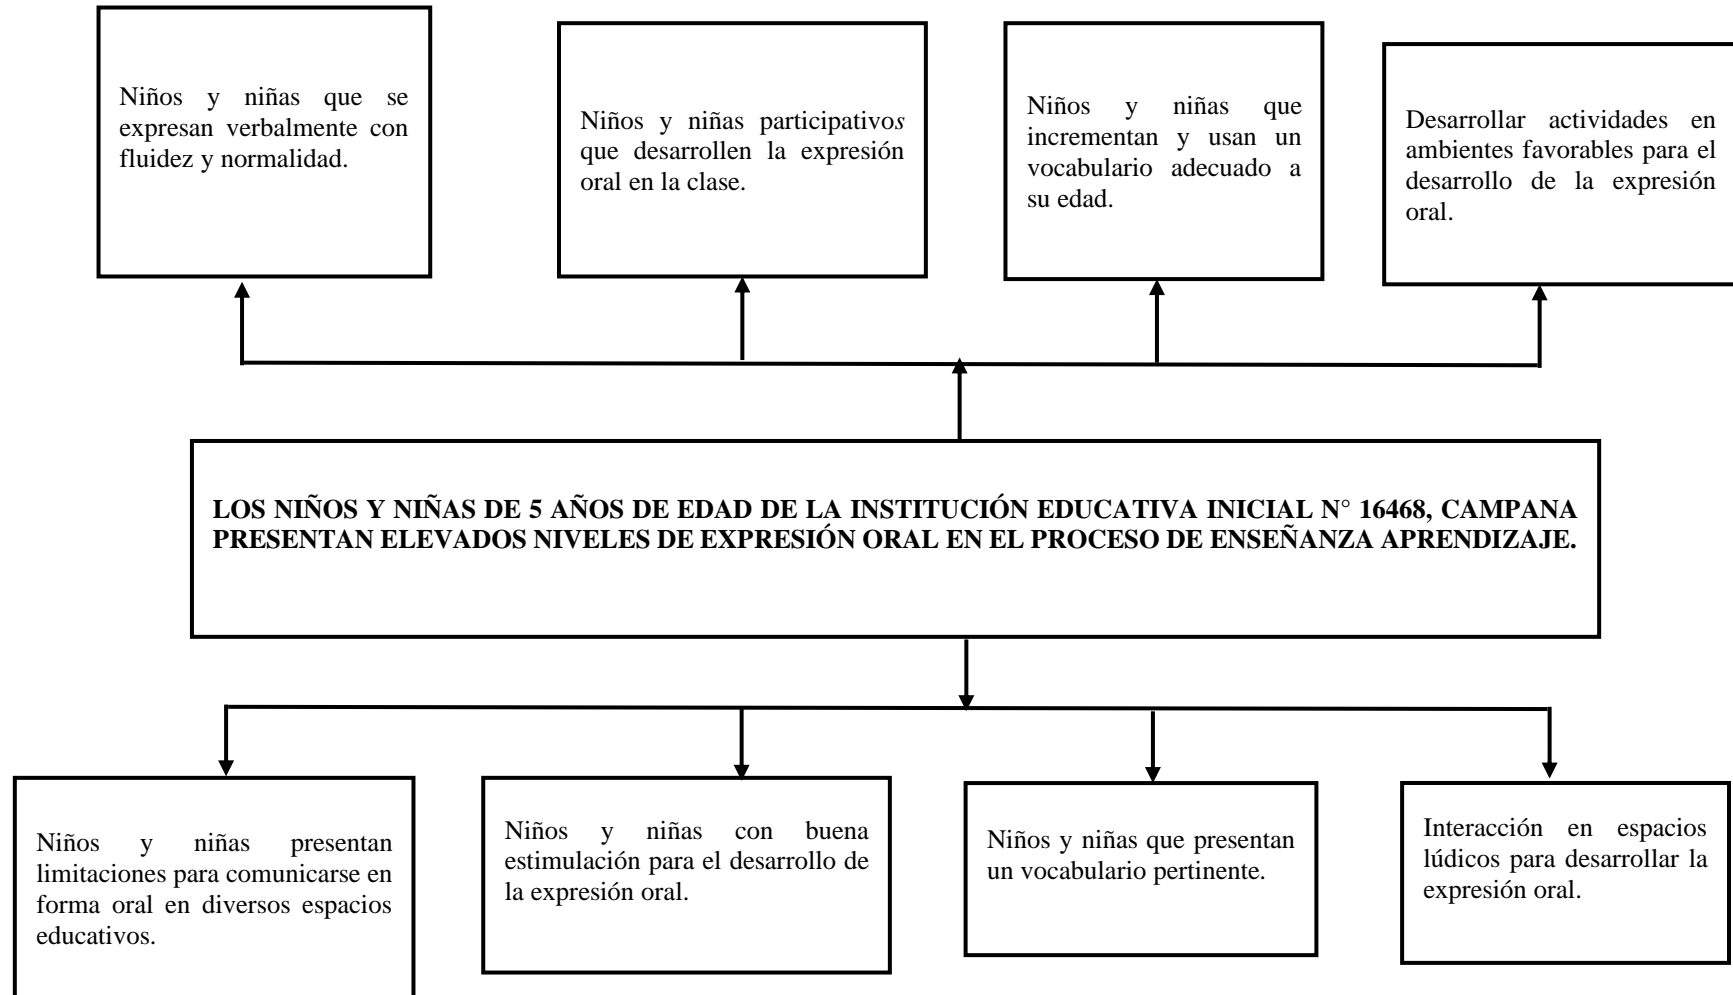 Niños y niñas que se
expresan verbalmente con
fluidez y normalidad.
Niños y niñas participativos
que desarrollen la expresión
oral en la clase.
Niños y niñas que
incrementan y usan un
vocabulario adecuado a
su edad.
Desarrollar actividades en
ambientes favorables para el
desarrollo de la expresión
oral.
LOS NIÑOS Y NIÑAS DE 5 AÑOS DE EDAD DE LA INSTITUCIÓN EDUCATIVA INICIAL N° 16468, CAMPANA
PRESENTAN ELEVADOS NIVELES DE EXPRESIÓN ORAL EN EL PROCESO DE ENSEÑANZA APRENDIZAJE.
Niños y niñas presentan
limitaciones para comunicarse en
forma oral en diversos espacios
educativos.
Niños y niñas con buena
estimulación para el desarrollo de
la expresión oral.
Niños y niñas que presentan
un vocabulario pertinente.
Interacción en espacios
lúdicos para desarrollar la
expresión oral.